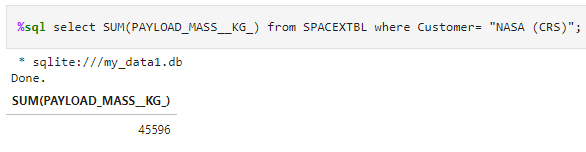 %sql select SUM(PAYLOAD_MASS__KG_) from SPACEXTBL where Customer= "NASA (CRS)";
* sqlite:///my_data1.db
Done.
SUM(PAYLOAD_MASS__KG_)
45596